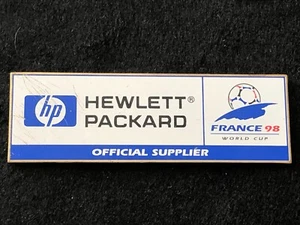 hp
HEWLETT®
PACKARD
FRANCE 98
WORLD CUP
OFFICIAL SUPPLIER